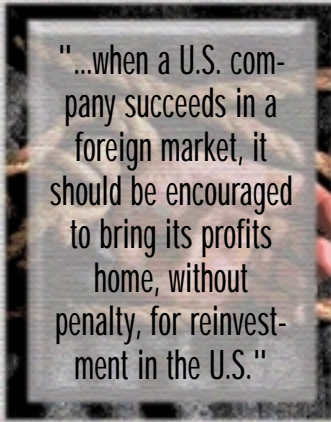 "...when a U.S. com-
pany succeeds in a
foreign market, it
should be encouraged
to bring its profits
home, without
penalty, for reinvest-
ment in the U.S."